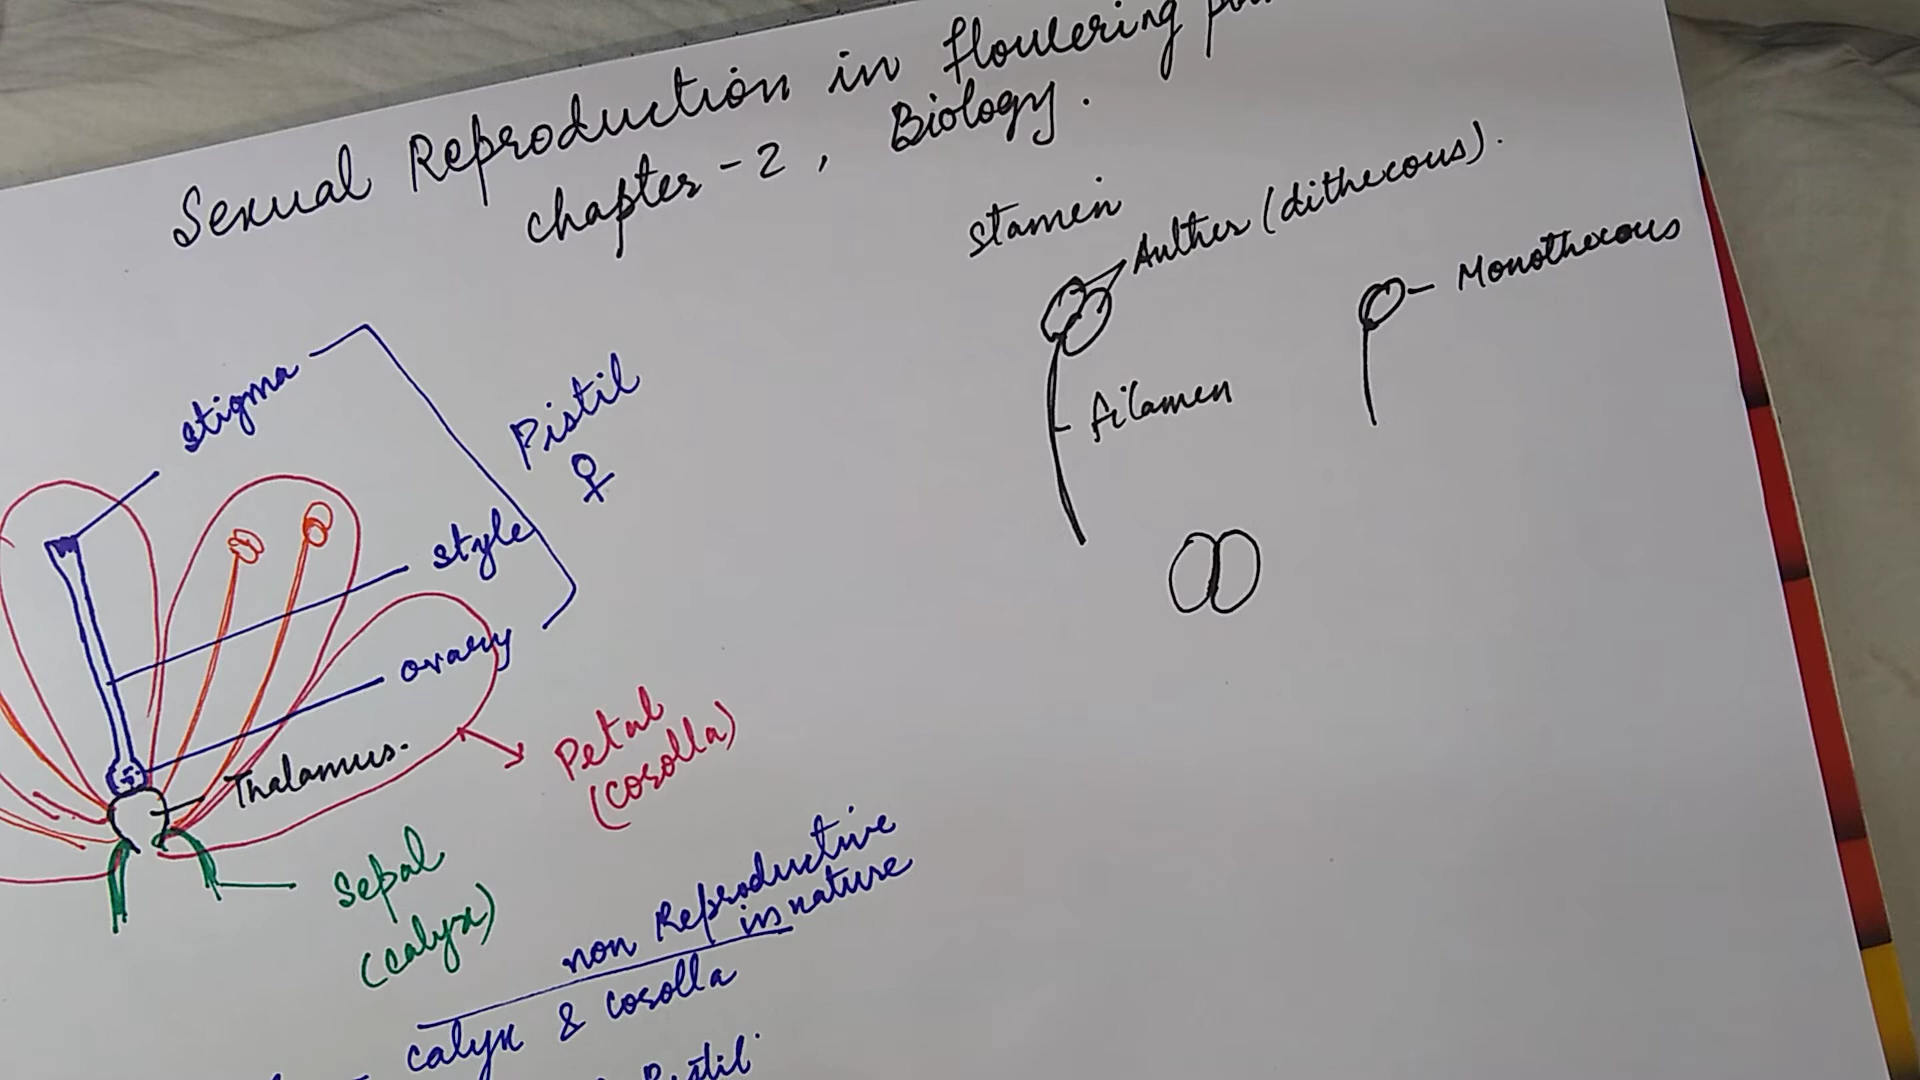 Sexual Reproduction in flowering
chapter-2, Biology.
stamen
Anther (dithecous).
Monothecous
filamen
stigma
Pistil
♀
style
ovary
Thalamus.
Petal
(corolla)
Sepal
(calyx)
non Reproductive
in nature
calyx & corolla
Pistil